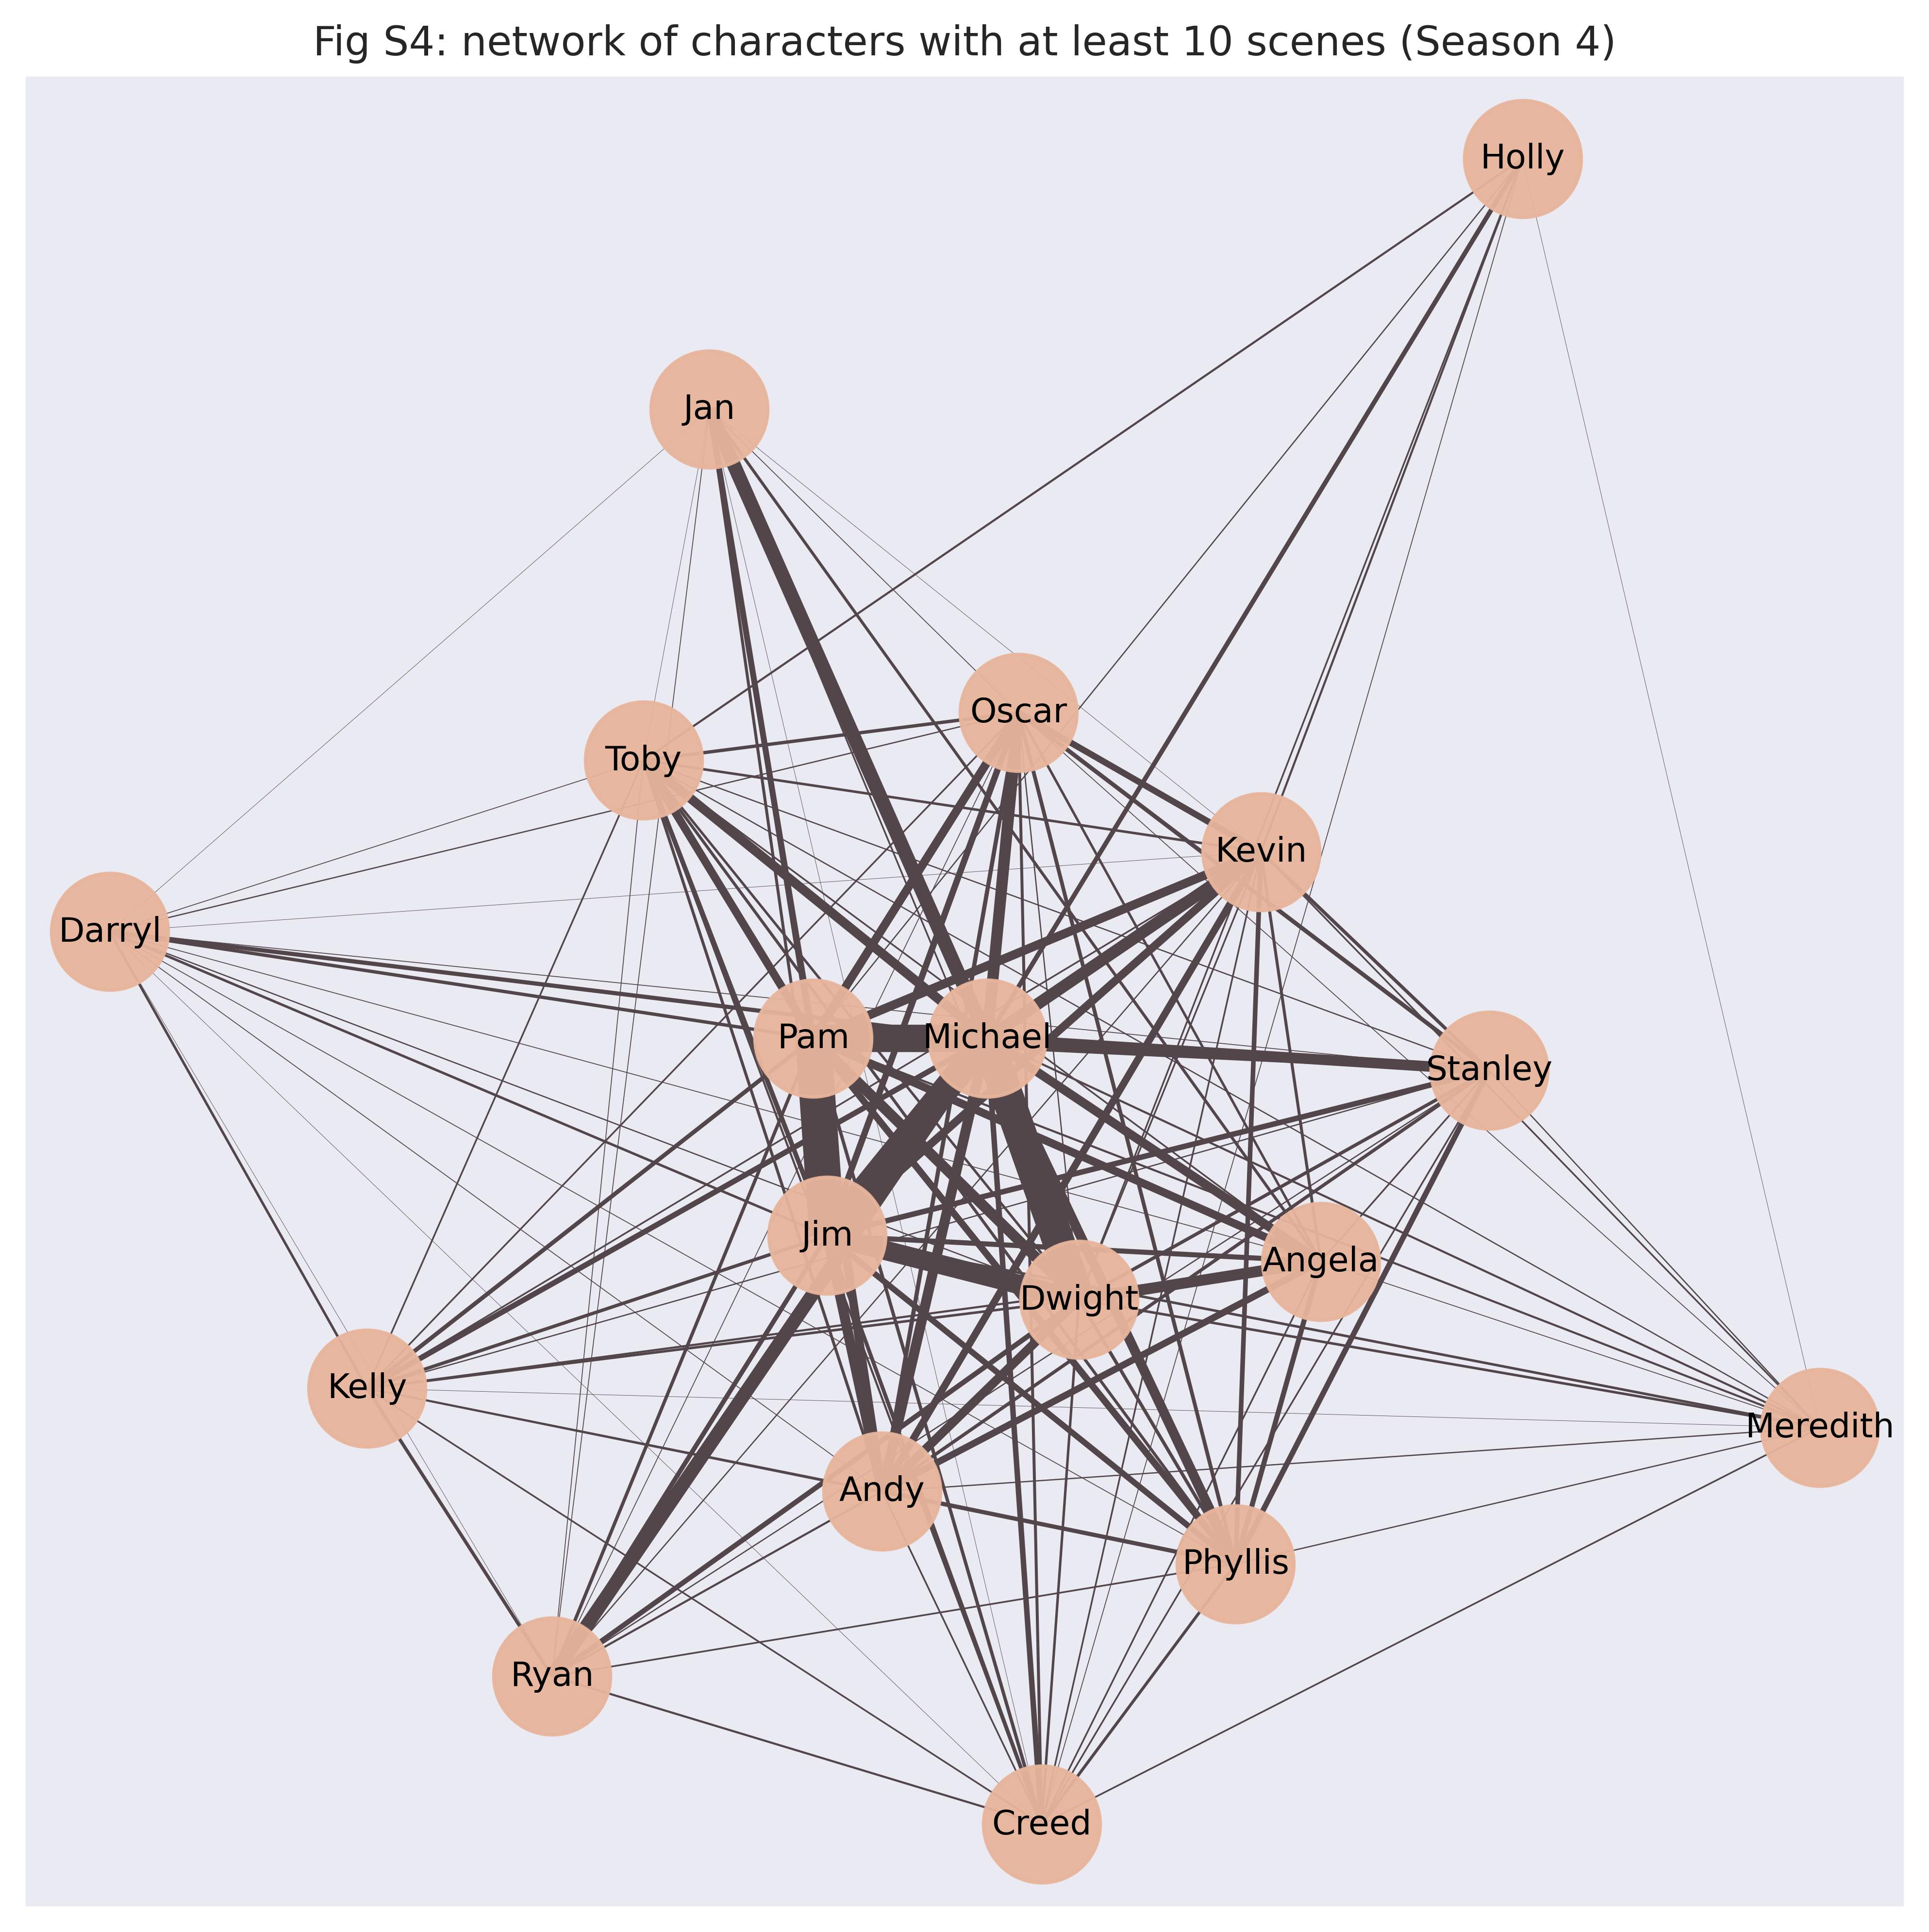 Fig S4: network of characters with at least 10 scenes (Season 4)
Holly
Jan
Oscar
Toby
Kevin
Darryl
Pam
Michael
Stanley
Jim
Angela
Dwight
Kelly
Meredith
Andy
Phyllis
Ryan
Creed